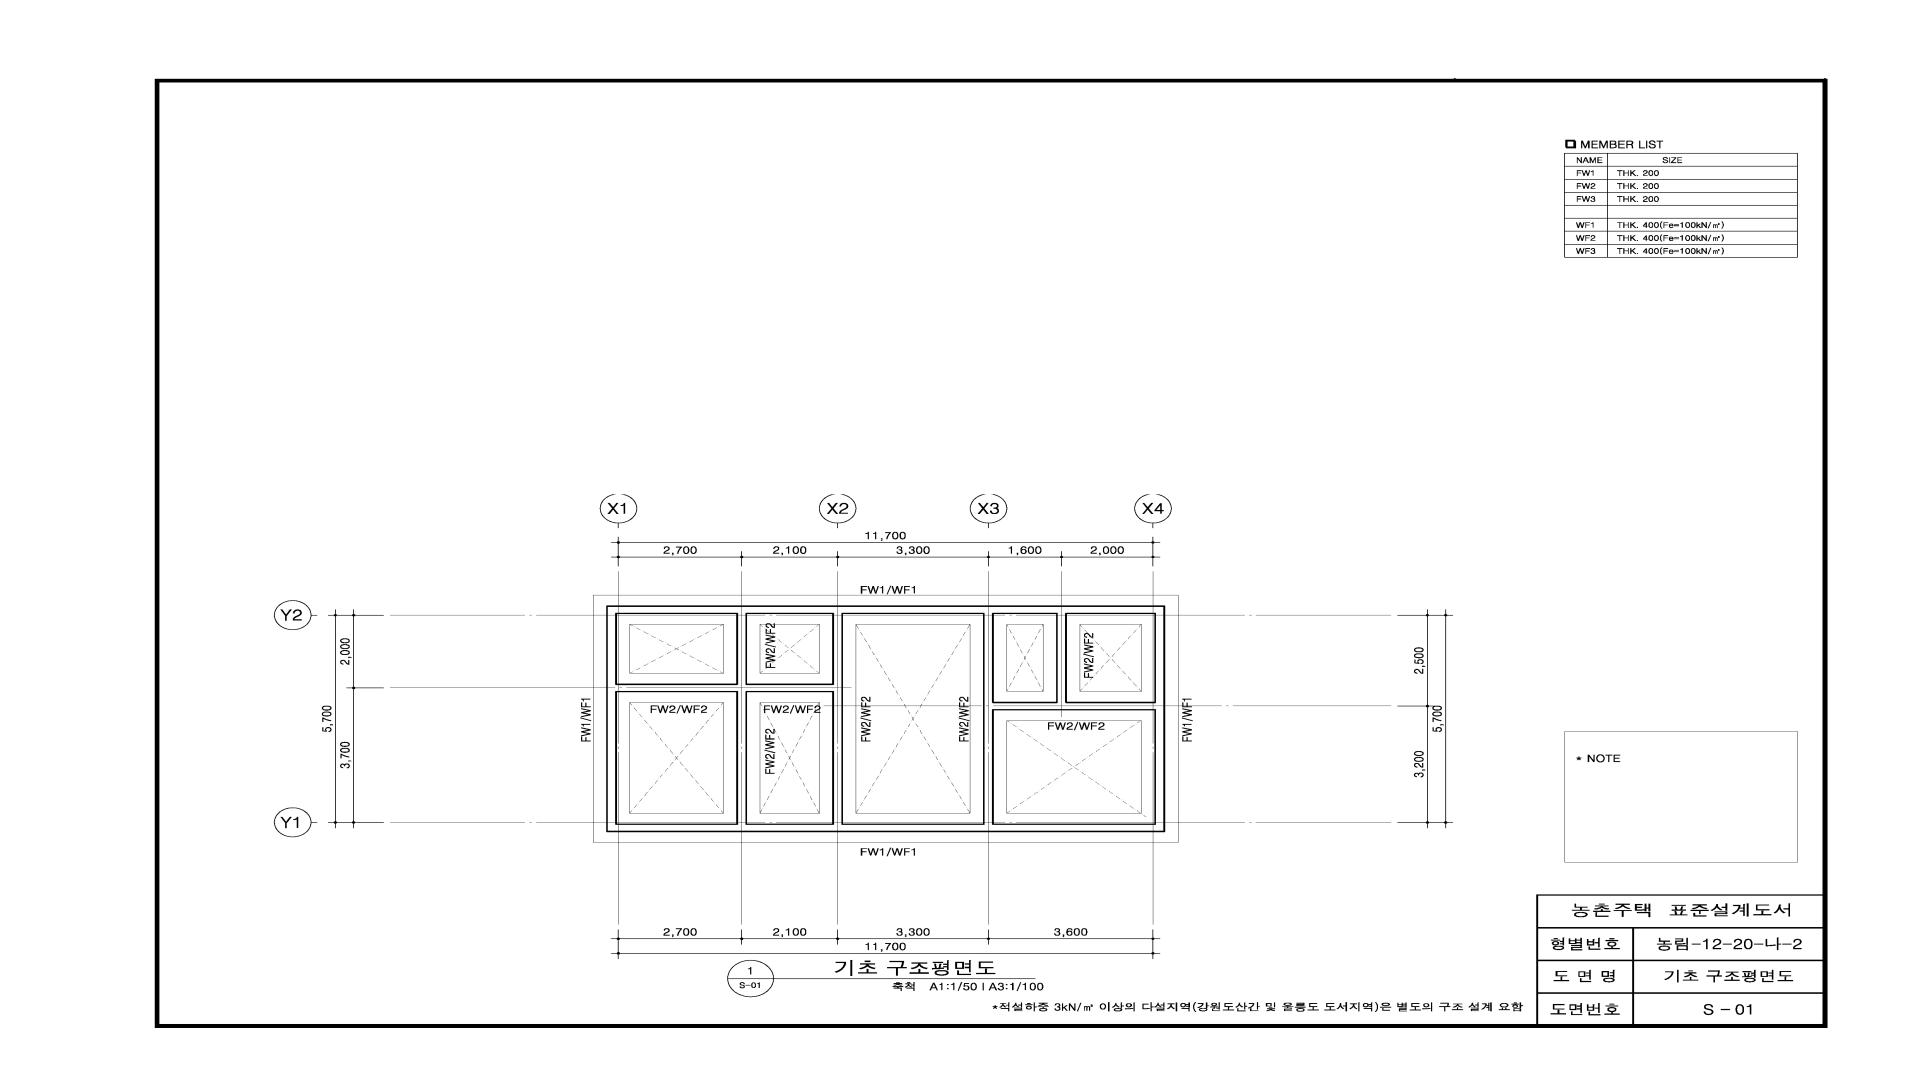 MEMBER LIST
NAME SIZE
FW1 THK. 200
FW2 THK. 200
FW3 THK. 200
WF1 THK. 400(Fe=100kN/㎡)
WF2 THK. 400(Fe=100kN/㎡)
WF3 THK. 400(Fe=100kN/㎡)
X1 X2 X3 X4
11,700
2,700 2,100 3,300 1,600 2,000
FW1/WF1
Y2
Y1
2,000
5,700
3,700
FW1/WF1
FW2/WF2
FW2/WF2
FW2/WF2 FW2/WF2
FW2/WF2
FW2/WF2
FW2/WF2
FW2/WF2
FW1/WF1
2,500
5,700
3,200
FW1/WF1
2,700 2,100 3,300 3,600
11,700
1
S-01
기초 구조평면도
축척 A1:1/50 | A3:1/100
*적설하중 3kN/㎡ 이상의 다설지역(강원도산간 및 울릉도 도서지역)은 별도의 구조 설계 요함
* NOTE
농촌주택 표준설계도서
형별번호 농림-12-20-나-2
도 면 명 기초 구조평면도
도면번호 S - 01